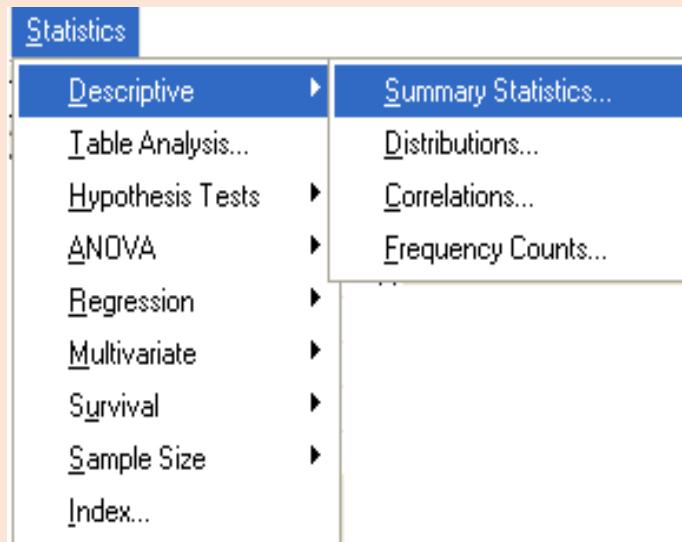 Statistics
Descriptive
Table Analysis...
Hypothesis Tests
ANOVA
Regression
Multivariate
Survival
Sample Size
Index...
Summary Statistics...
Distributions...
Correlations...
Frequency Counts...